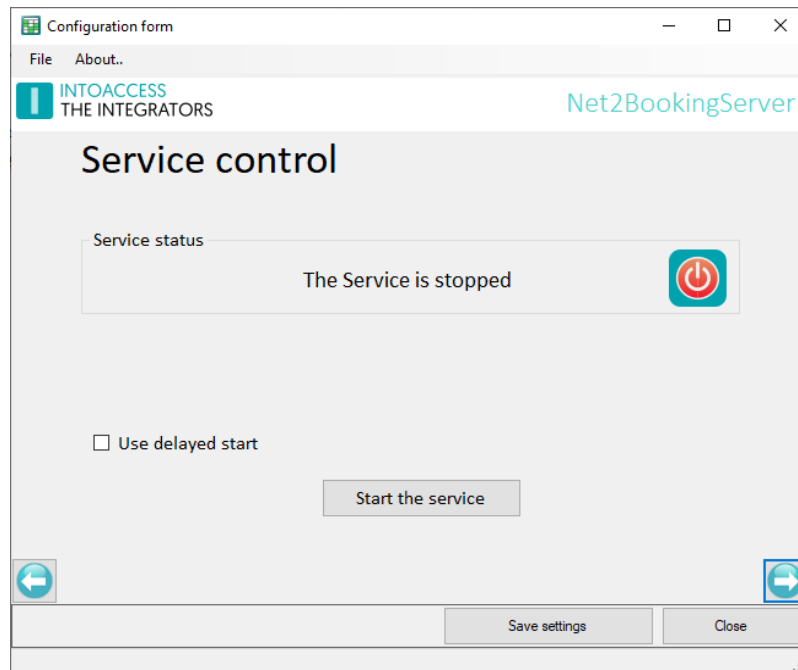 Configuration form
File About..
INTOACCESS
THE INTEGRATORS
Net2BookingServer
Service control
Service status
The Service is stopped
Use delayed start
Start the service
Save settings
Close